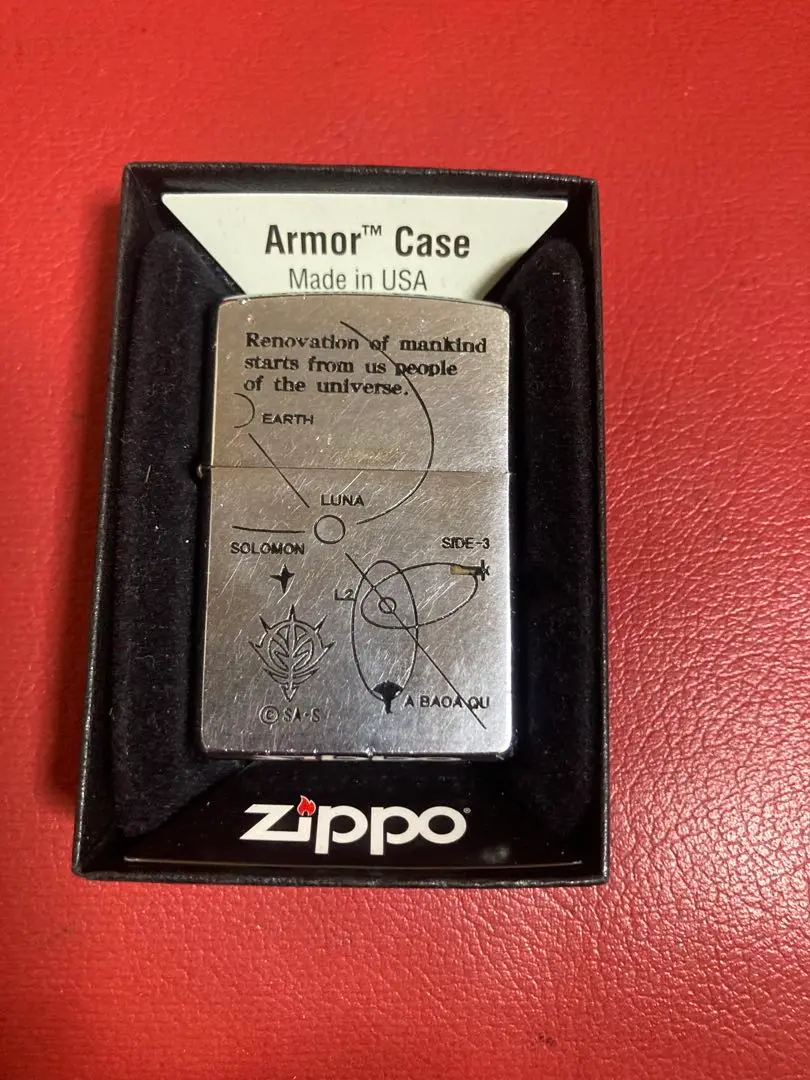 Armor™ Case
Made in USA
Renovation of mankind
starts from us people
of the universe.
EARTH
LUNA
SOLOMON
SIDE-3
L2
A BAOA QU
© SA·S
zippo®